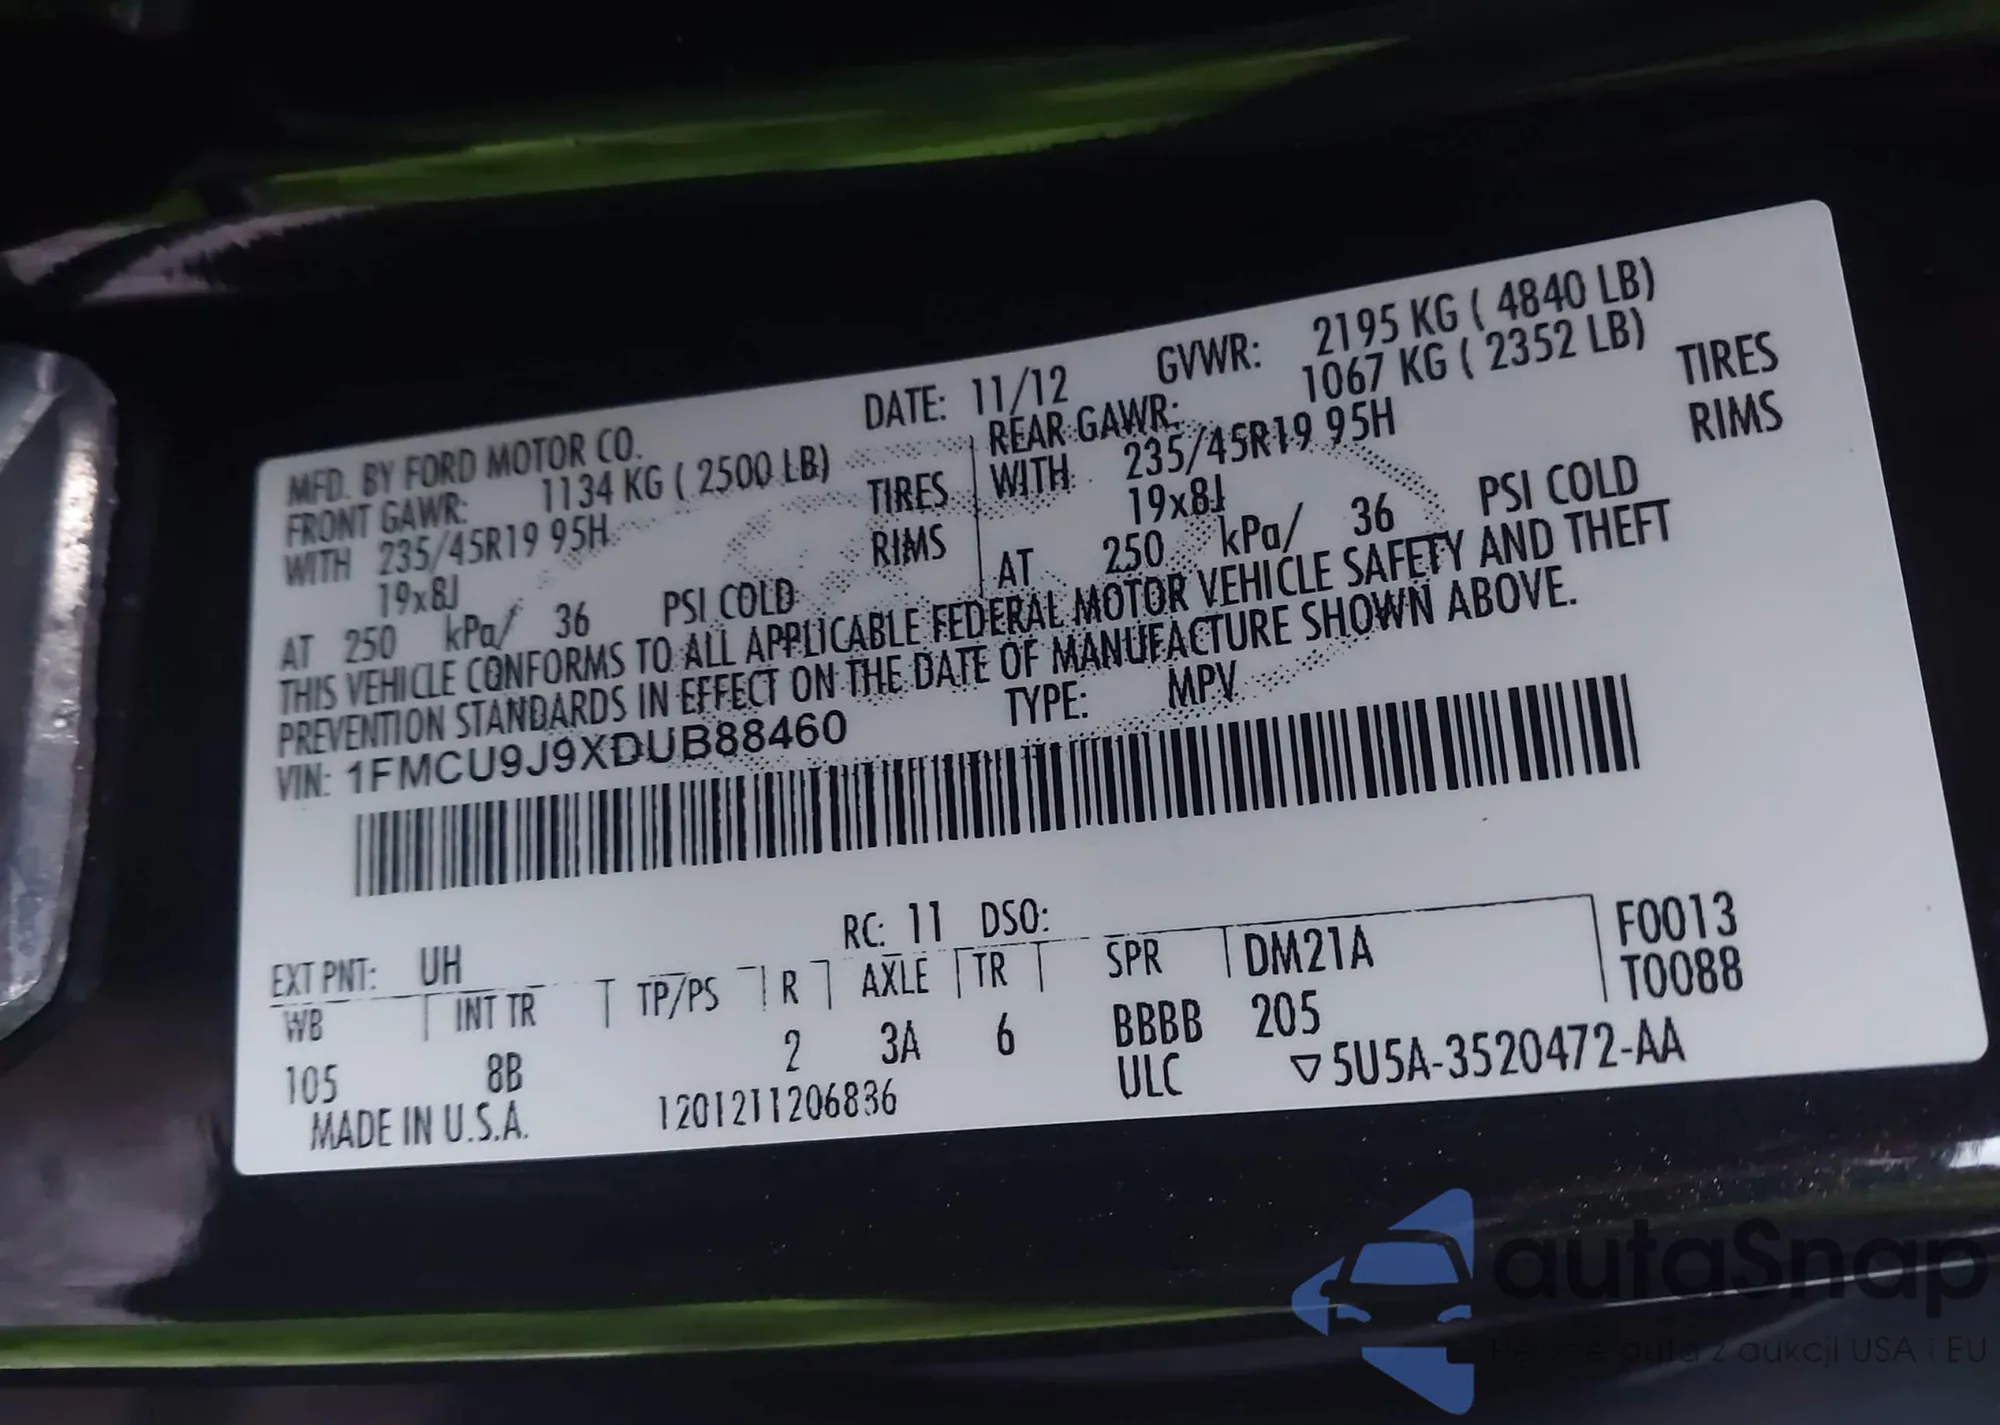 MFD. BY FORD MOTOR CO. DATE: 11/12 GVWR: 2195 KG ( 4840 LB)
FRONT GAWR: 1134 KG ( 2500 LB) REAR GAWR: 1067 KG ( 2352 LB)
WITH 235/45R19 95H TIRES WITH 235/45R19 95H TIRES
19x8J RIMS 19x8J RIMS
AT 250 kPa/ 36 PSI COLD AT 250 kPa/ 36 PSI COLD
THIS VEHICLE CONFORMS TO ALL APPLICABLE FEDERAL MOTOR VEHICLE SAFETY AND THEFT
PREVENTION STANDARDS IN EFFECT ON THE DATE OF MANUFACTURE SHOWN ABOVE.
VIN: 1FMCU9J9XDUB88460 TYPE: MPV
EXT PNT: UH RC: 11 DSO: F0013
WB INT TR TP/PS R AXLE TR SPR DM21A T0088
105 8B 2 3A 6 BBBB 205
MADE IN U.S.A. 1201211206836 ULC ▽5U5A-3520472-AA
autaSnap
auta z aukcji USA i EU